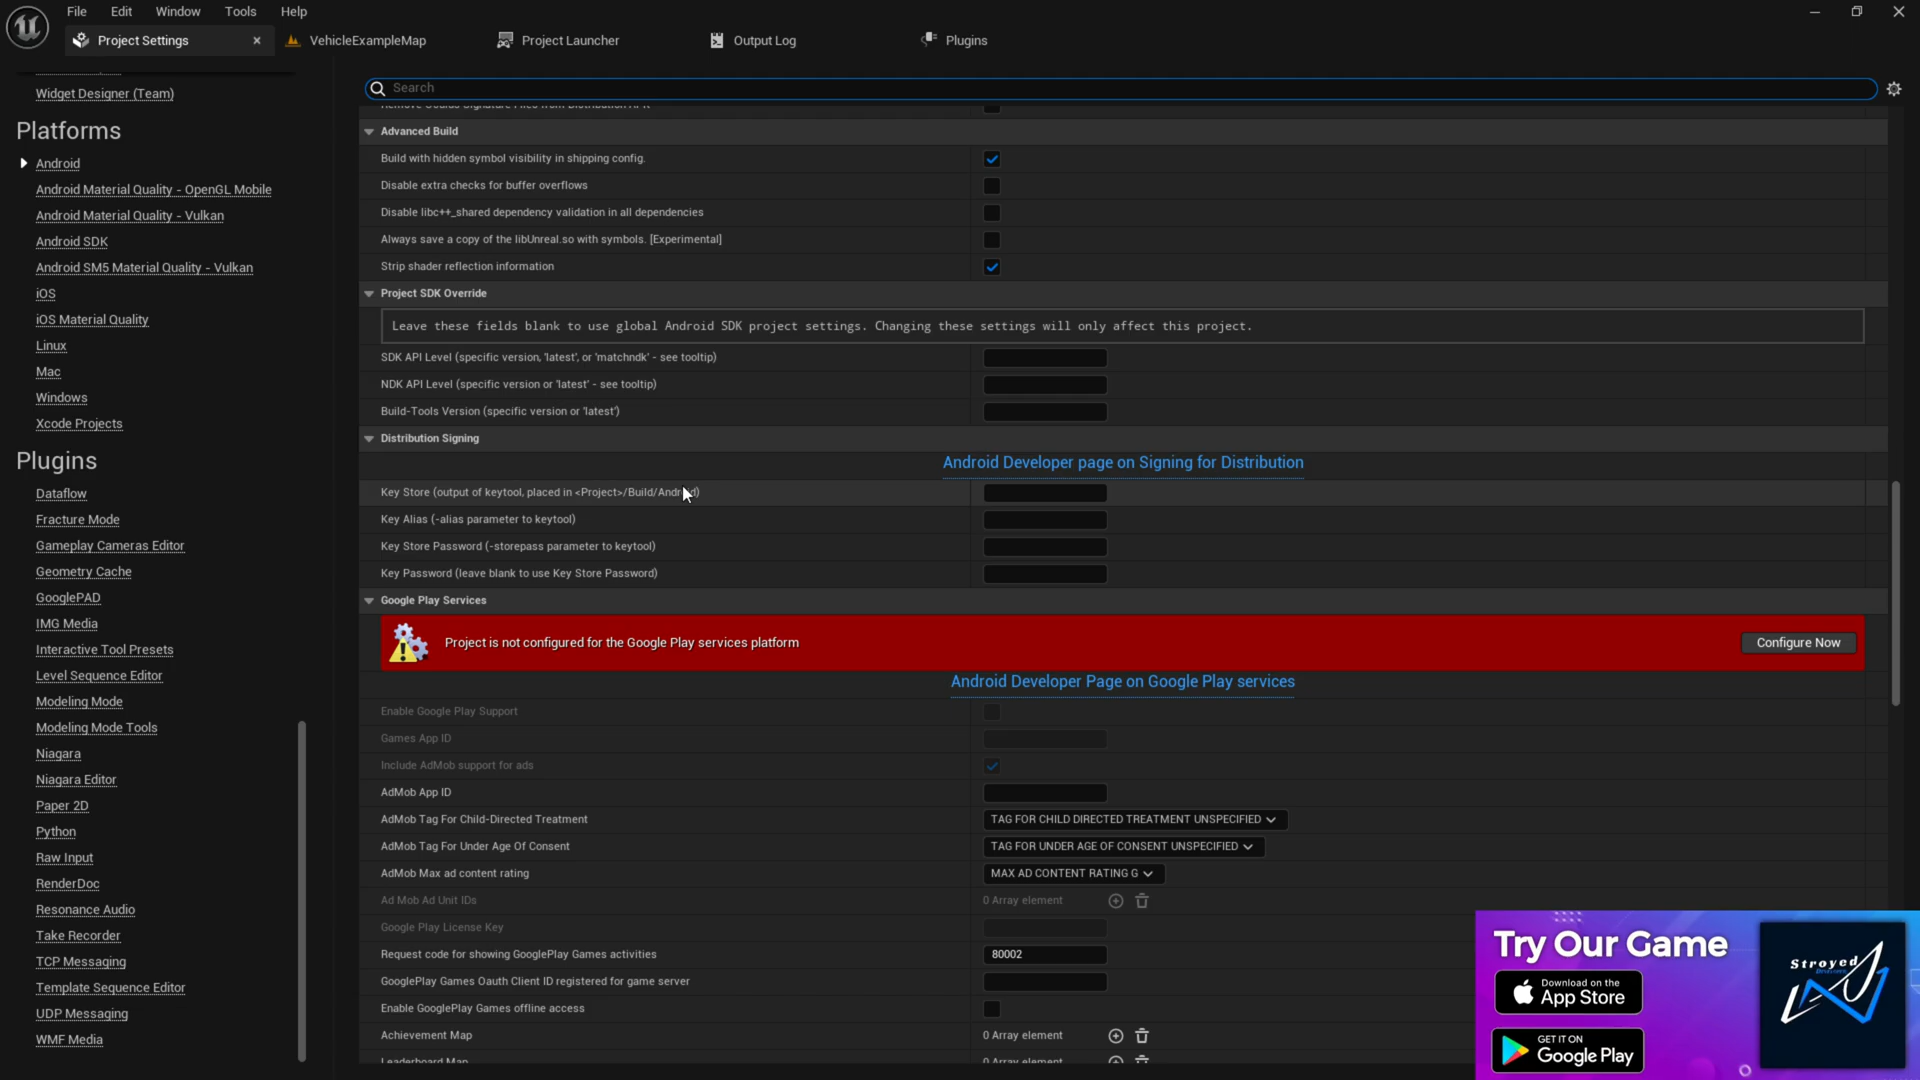 File Edit Window Tools Help
Project Settings
VehicleExampleMap
Project Launcher
Output Log
Plugins
Search
Widget Designer (Team)
Platforms
Android
Android Material Quality - OpenGL Mobile
Android Material Quality - Vulkan
Android SDK
Android SM5 Material Quality - Vulkan
iOS
iOS Material Quality
Linux
Mac
Windows
Xcode Projects
Plugins
Dataflow
Fracture Mode
Gameplay Cameras Editor
Geometry Cache
GooglePAD
IMG Media
Interactive Tool Presets
Level Sequence Editor
Modeling Mode
Modeling Mode Tools
Niagara
Niagara Editor
Paper 2D
Python
Raw Input
RenderDoc
Resonance Audio
Take Recorder
TCP Messaging
Template Sequence Editor
UDP Messaging
WMF Media
Advanced Build
Build with hidden symbol visibility in shipping config.
Disable extra checks for buffer overflows
Disable libc++_shared dependency validation in all dependencies
Always save a copy of the libUnreal.so with symbols. [Experimental]
Strip shader reflection information
Project SDK Override
Leave these fields blank to use global Android SDK project settings. Changing these settings will only affect this project.
SDK API Level (specific version, 'latest', or 'matchndk' - see tooltip)
NDK API Level (specific version or 'latest' - see tooltip)
Build-Tools Version (specific version or 'latest')
Distribution Signing
Android Developer page on Signing for Distribution
Key Store (output of keytool, placed in <Project>/Build/Android)
Key Alias (-alias parameter to keytool)
Key Store Password (-storepass parameter to keytool)
Key Password (leave blank to use Key Store Password)
Google Play Services
Project is not configured for the Google Play services platform
Configure Now
Android Developer Page on Google Play services
Enable Google Play Support
Games App ID
Include AdMob support for ads
AdMob App ID
AdMob Tag For Child-Directed Treatment TAG FOR CHILD DIRECTED TREATMENT UNSPECIFIED
AdMob Tag For Under Age Of Consent TAG FOR UNDER AGE OF CONSENT UNSPECIFIED
AdMob Max ad content rating MAX AD CONTENT RATING G
Ad Mob Ad Unit IDs 0 Array element
Google Play License Key
Request code for showing GooglePlay Games activities 80002
GooglePlay Games Oauth Client ID registered for game server
Enable GooglePlay Games offline access
Achievement Map 0 Array element
Leaderboard Map 0 Array element
Try Our Game
Download on the
App Store
GET IT ON
Google Play
Stroyed